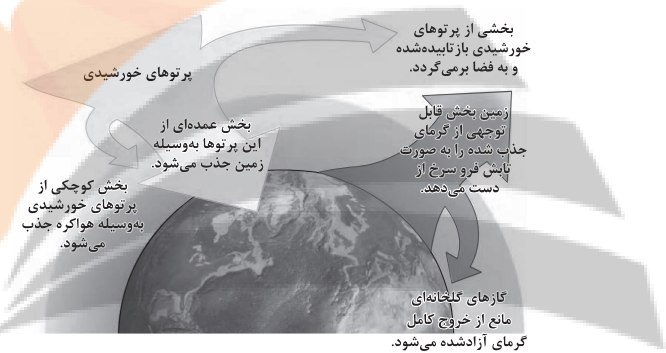 بخشی از پرتوهای
خورشیدی بازتابیده‌شده
و به فضا برمی‌گردد.
پرتوهای خورشیدی
بخش عمده‌ای از
این پرتوها به‌وسیله
زمین جذب می‌شود.
زمین بخش قابل
توجهی از گرمای
جذب شده را به صورت
تابش فرو سرخ از
دست می‌دهد.
بخش کوچکی از
پرتوهای خورشیدی
به‌وسیله هواکره جذب
می‌شود.
گازهای گلخانه‌ای
مانع از خروج کامل
گرمای آزادشده می‌شود.